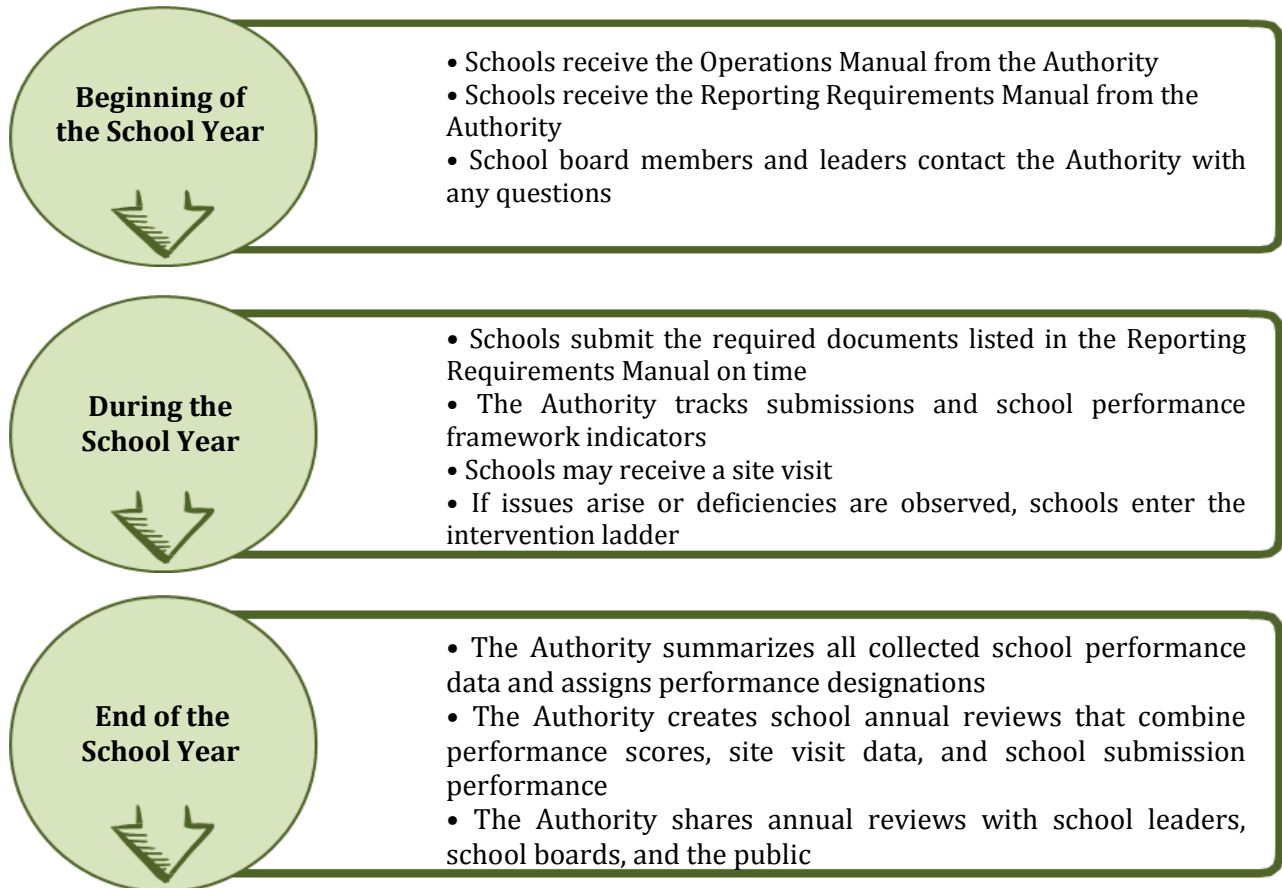 Beginning of
the School Year
• Schools receive the Operations Manual from the Authority
• Schools receive the Reporting Requirements Manual from the
Authority
• School board members and leaders contact the Authority with
any questions
During the
School Year
• Schools submit the required documents listed in the Reporting
Requirements Manual on time
• The Authority tracks submissions and school performance
framework indicators
• Schools may receive a site visit
• If issues arise or deficiencies are observed, schools enter the
intervention ladder
End of the
School Year
• The Authority summarizes all collected school performance
data and assigns performance designations
• The Authority creates school annual reviews that combine
performance scores, site visit data, and school submission
performance
• The Authority shares annual reviews with school leaders,
school boards, and the public